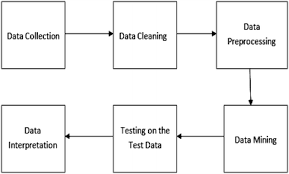 Data Collection
Data Cleaning
Data
Preprocessing
Data Mining
Testing on the
Test Data
Data
Interpretation